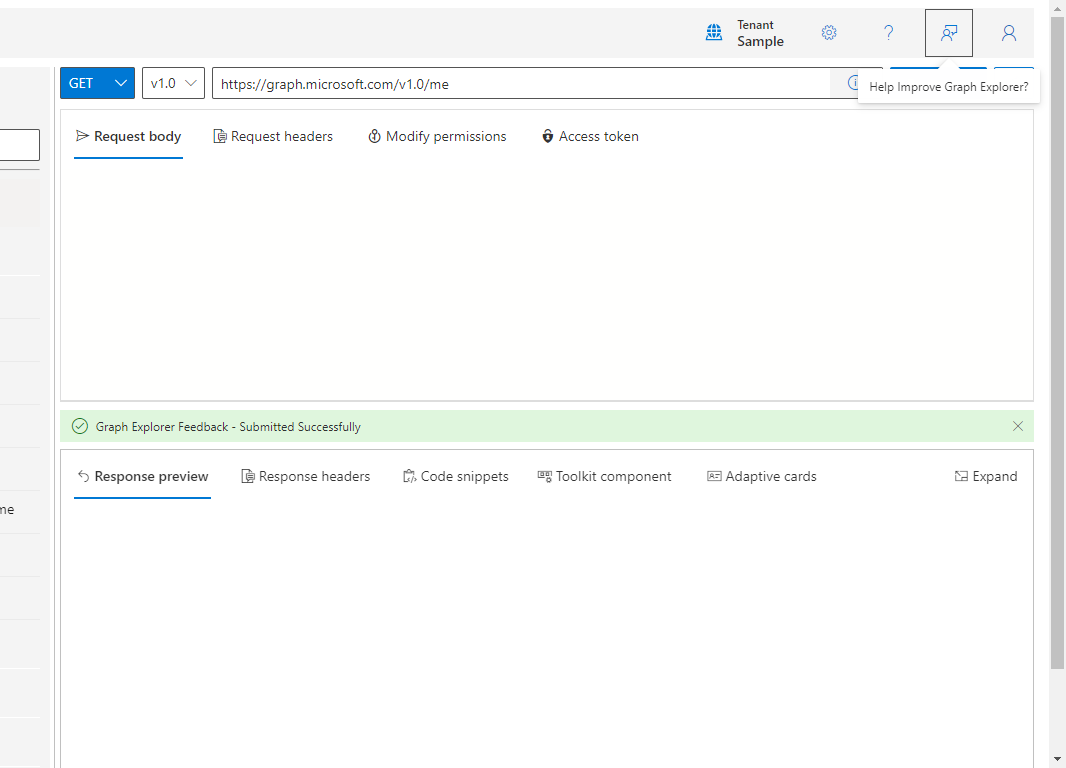 Tenant
Sample
?
GET
v1.0
https://graph.microsoft.com/v1.0/me
Help Improve Graph Explorer?
Request body
Request headers
Modify permissions
Access token
Graph Explorer Feedback - Submitted Successfully
Response preview
Response headers
Code snippets
Toolkit component
Adaptive cards
Expand
me